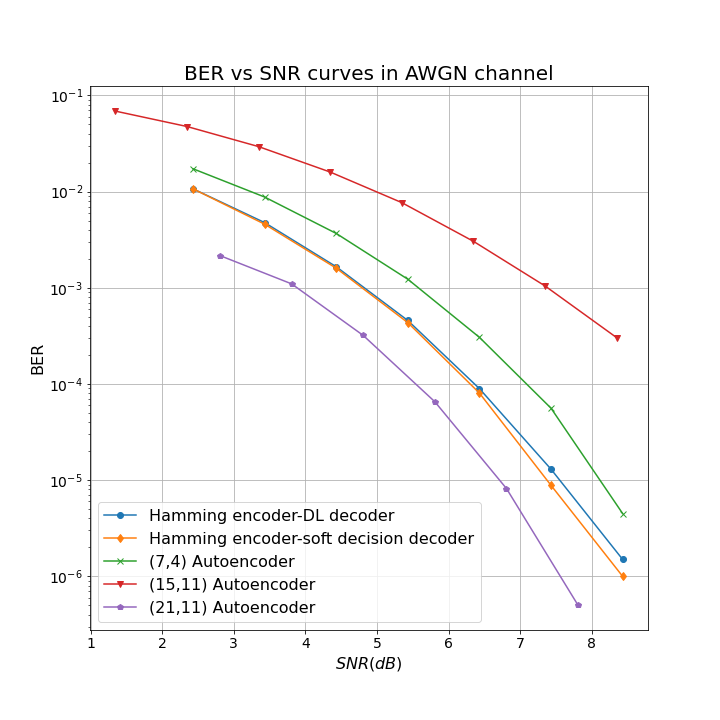 BER vs SNR curves in AWGN channel
10⁻¹
10⁻²
10⁻³
10⁻⁴
10⁻⁵
10⁻⁶
BER
Hamming encoder-DL decoder
Hamming encoder-soft decision decoder
(7,4) Autoencoder
(15,11) Autoencoder
(21,11) Autoencoder
1 2 3 4 5 6 7 8
SNR(dB)